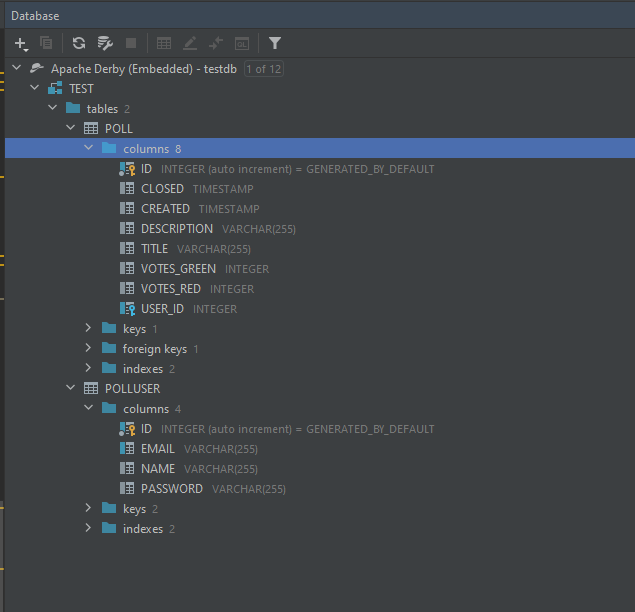 Database
Apache Derby (Embedded) - testdb 1 of 12
TEST
tables 2
POLL
columns 8
ID INTEGER (auto increment) = GENERATED_BY_DEFAULT
CLOSED TIMESTAMP
CREATED TIMESTAMP
DESCRIPTION VARCHAR(255)
TITLE VARCHAR(255)
VOTES_GREEN INTEGER
VOTES_RED INTEGER
USER_ID INTEGER
keys 1
foreign keys 1
indexes 2
POLLUSER
columns 4
ID INTEGER (auto increment) = GENERATED_BY_DEFAULT
EMAIL VARCHAR(255)
NAME VARCHAR(255)
PASSWORD VARCHAR(255)
keys 2
indexes 2